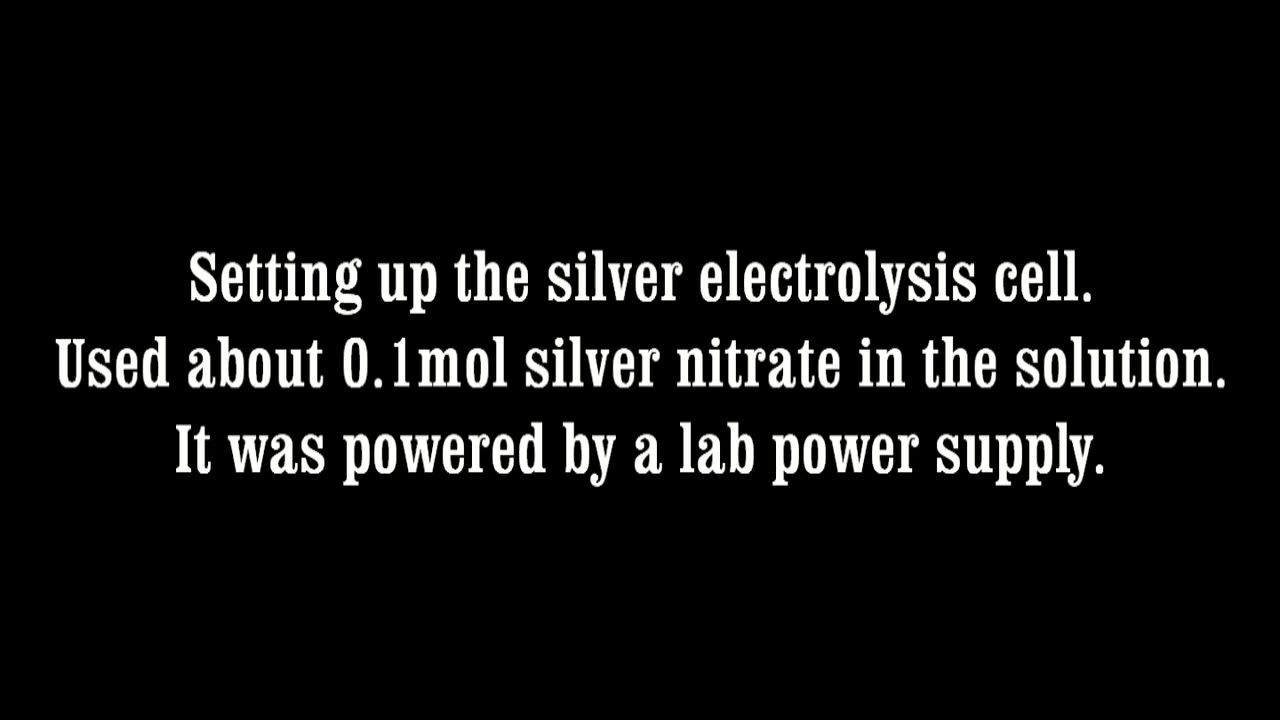 Setting up the silver electrolysis cell.
Used about 0.1mol silver nitrate in the solution.
It was powered by a lab power supply.